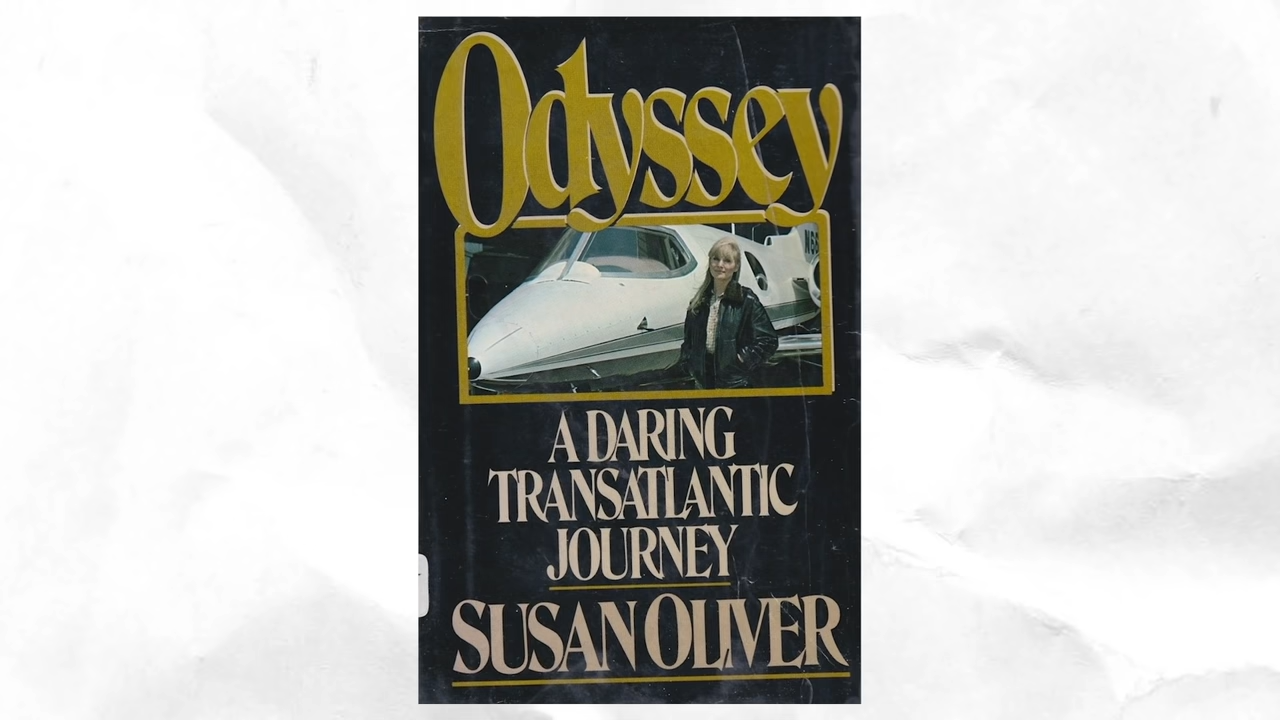 Odyssey
A DARING
TRANSATLANTIC
JOURNEY
SUSAN OLIVER